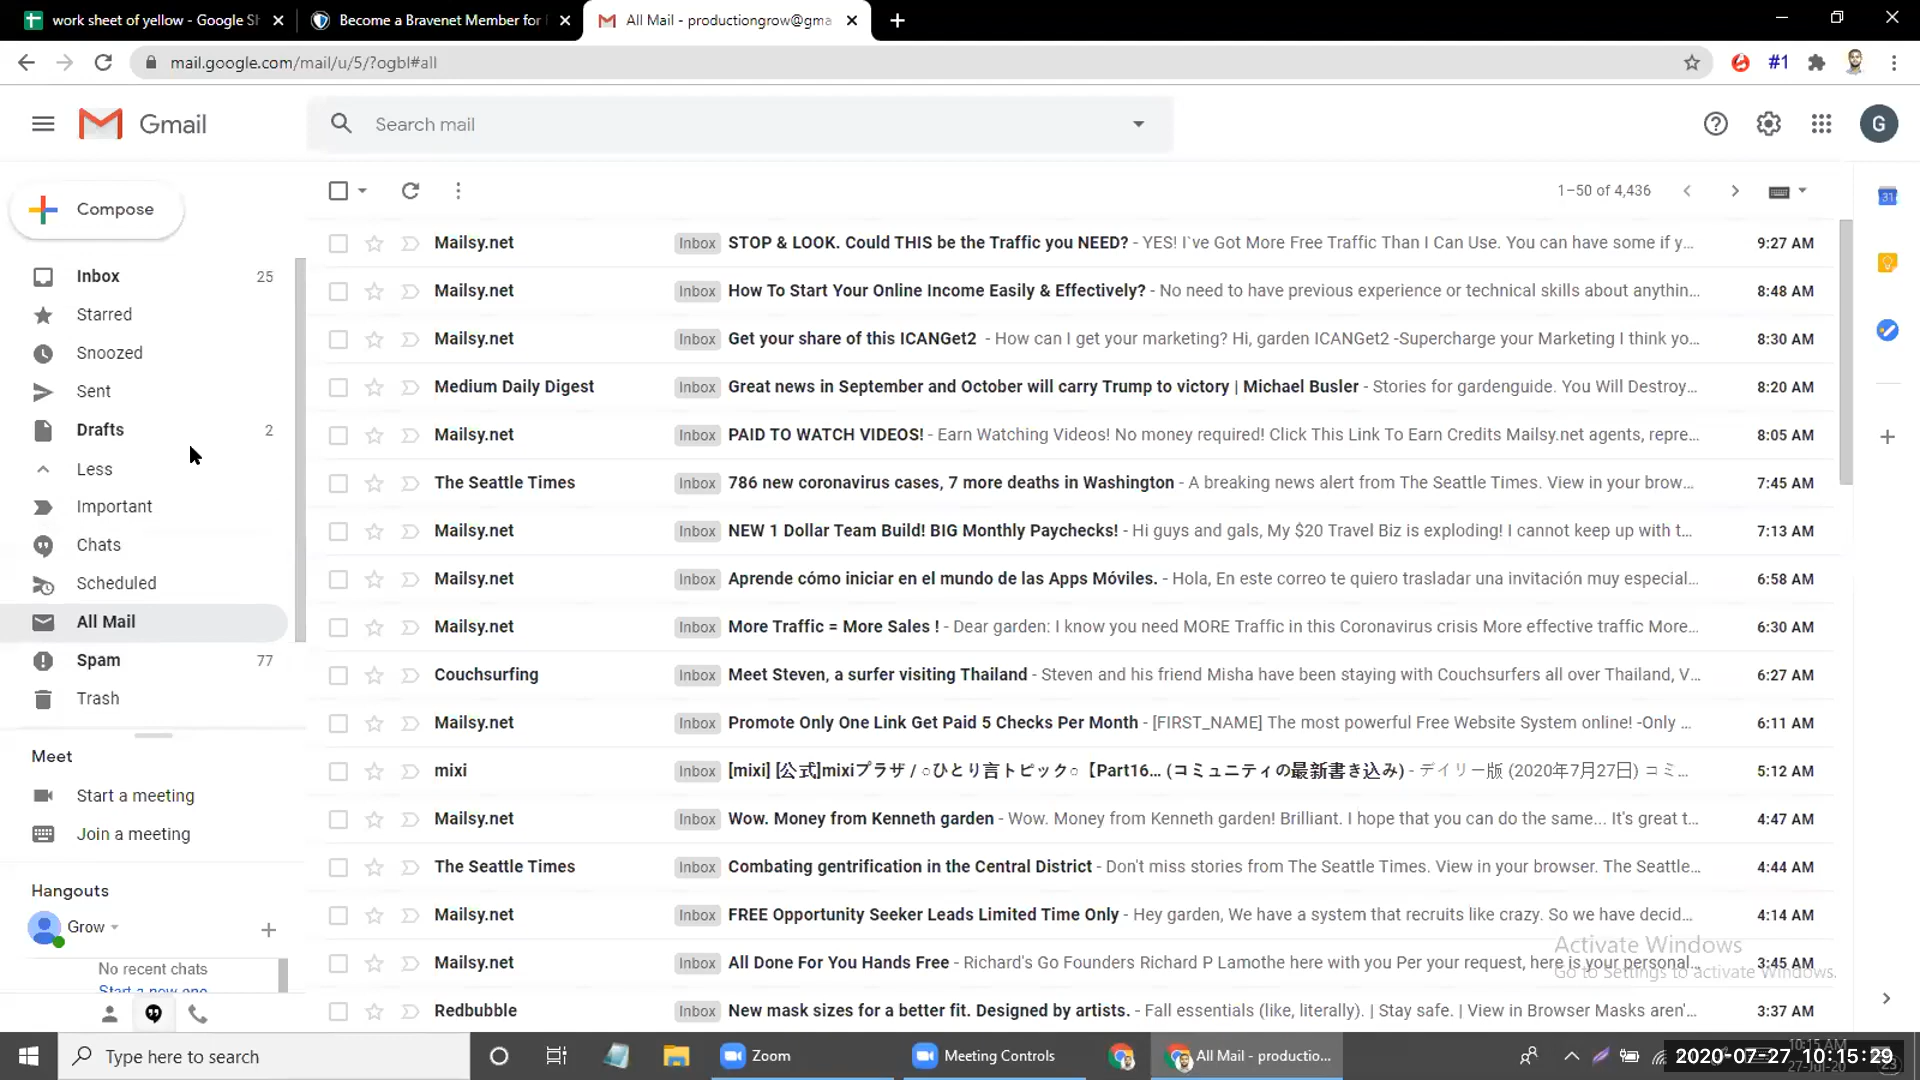 work sheet of yellow - Google Sh
Become a Bravenet Member for
All Mail - productiongrow@gma
mail.google.com/mail/u/5/?ogbl#all
#1
Gmail
Search mail
G
Compose
1–50 of 4,436
31
Inbox 25
Starred
Snoozed
Sent
Drafts 2
Less
Important
Chats
Scheduled
All Mail
Spam 77
Trash
Meet
Start a meeting
Join a meeting
Hangouts
Grow
No recent chats
Start a new one
Mailsy.net Inbox STOP & LOOK. Could THIS be the Traffic you NEED? - YES! I`ve Got More Free Traffic Than I Can Use. You can have some if y... 9:27 AM
Mailsy.net Inbox How To Start Your Online Income Easily & Effectively? - No need to have previous experience or technical skills about anythin... 8:48 AM
Mailsy.net Inbox Get your share of this ICANGet2 - How can I get your marketing? Hi, garden ICANGet2 -Supercharge your Marketing I think yo... 8:30 AM
Medium Daily Digest Inbox Great news in September and October will carry Trump to victory | Michael Busler - Stories for gardenguide. You Will Destroy... 8:20 AM
Mailsy.net Inbox PAID TO WATCH VIDEOS! - Earn Watching Videos! No money required! Click This Link To Earn Credits Mailsy.net agents, repre... 8:05 AM
The Seattle Times Inbox 786 new coronavirus cases, 7 more deaths in Washington - A breaking news alert from The Seattle Times. View in your brow... 7:45 AM
Mailsy.net Inbox NEW 1 Dollar Team Build! BIG Monthly Paychecks! - Hi guys and gals, My $20 Travel Biz is exploding! I cannot keep up with t... 7:13 AM
Mailsy.net Inbox Aprende cómo iniciar en el mundo de las Apps Móviles. - Hola, En este correo te quiero trasladar una invitación muy especial... 6:58 AM
Mailsy.net Inbox More Traffic = More Sales ! - Dear garden: I know you need MORE Traffic in this Coronavirus crisis More effective traffic More... 6:30 AM
Couchsurfing Inbox Meet Steven, a surfer visiting Thailand - Steven and his friend Misha have been staying with Couchsurfers all over Thailand, V... 6:27 AM
Mailsy.net Inbox Promote Only One Link Get Paid 5 Checks Per Month - [FIRST_NAME] The most powerful Free Website System online! -Only ... 6:11 AM
mixi Inbox [mixi] [公式]mixiプラザ / ○ひとり言トピック○【Part16... (コミュニティの最新書き込み) - デイリー版 (2020年7月27日) コミ... 5:12 AM
Mailsy.net Inbox Wow. Money from Kenneth garden - Wow. Money from Kenneth garden! Brilliant. I hope that you can do the same... It's great t... 4:47 AM
The Seattle Times Inbox Combating gentrification in the Central District - Don't miss stories from The Seattle Times. View in your browser. The Seattle... 4:44 AM
Mailsy.net Inbox FREE Opportunity Seeker Leads Limited Time Only - Hey garden, We have a system that recruits like crazy. So we have decid... 4:14 AM
Mailsy.net Inbox All Done For You Hands Free - Richard's Go Founders Richard P Lamothe here with you Per your request, here is your personal... 3:45 AM
Redbubble Inbox New mask sizes for a better fit. Designed by artists. - Fall essentials (like, literally). | Stay safe. | View in Browser Masks aren'... 3:37 AM
Activate Windows
Go to Settings to activate Windows.
Type here to search
Zoom
Meeting Controls
All Mail - productio...
10:15 AM
27-Jul-20
2020-07-27 10:15:29
23